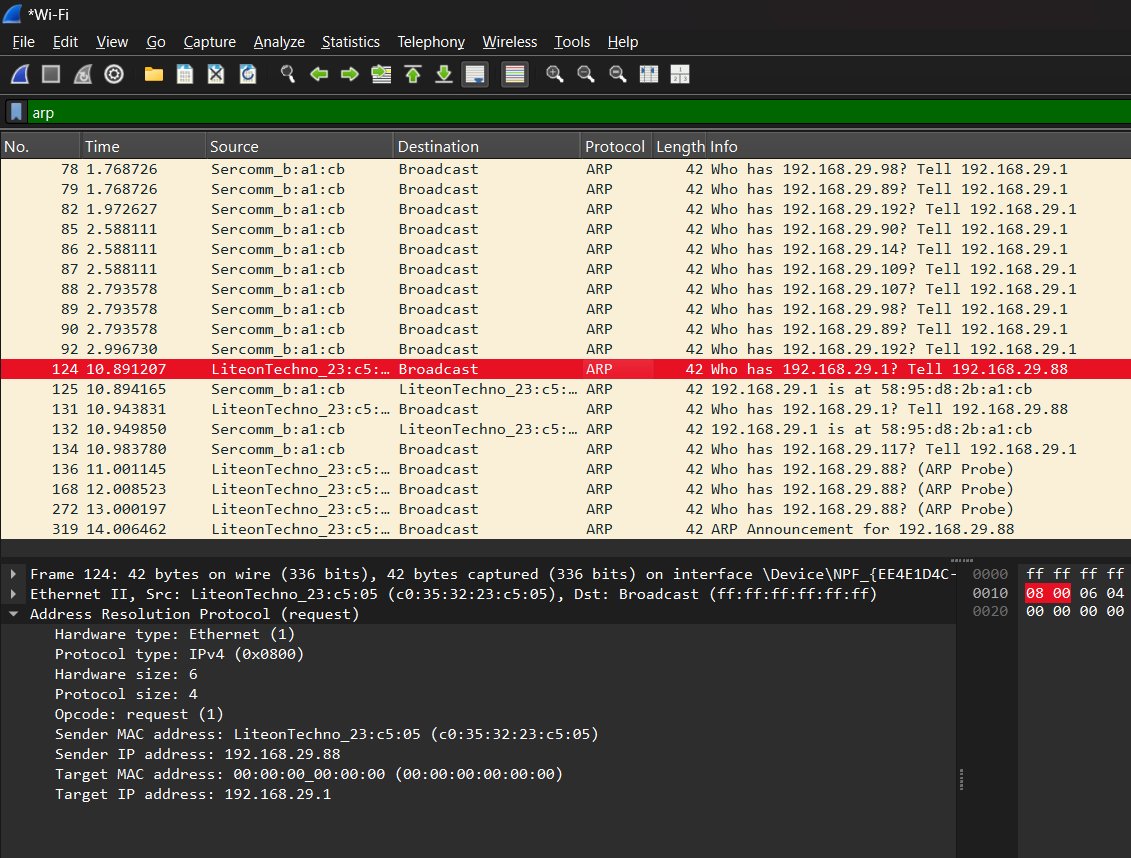 *Wi-Fi
File Edit View Go Capture Analyze Statistics Telephony Wireless Tools Help
arp
No. Time Source Destination Protocol Length Info
78 1.768726 Sercomm_b:a1:cb Broadcast ARP 42 Who has 192.168.29.98? Tell 192.168.29.1
79 1.768726 Sercomm_b:a1:cb Broadcast ARP 42 Who has 192.168.29.89? Tell 192.168.29.1
82 1.972627 Sercomm_b:a1:cb Broadcast ARP 42 Who has 192.168.29.192? Tell 192.168.29.1
85 2.588111 Sercomm_b:a1:cb Broadcast ARP 42 Who has 192.168.29.90? Tell 192.168.29.1
86 2.588111 Sercomm_b:a1:cb Broadcast ARP 42 Who has 192.168.29.14? Tell 192.168.29.1
87 2.588111 Sercomm_b:a1:cb Broadcast ARP 42 Who has 192.168.29.109? Tell 192.168.29.1
88 2.793578 Sercomm_b:a1:cb Broadcast ARP 42 Who has 192.168.29.107? Tell 192.168.29.1
89 2.793578 Sercomm_b:a1:cb Broadcast ARP 42 Who has 192.168.29.98? Tell 192.168.29.1
90 2.793578 Sercomm_b:a1:cb Broadcast ARP 42 Who has 192.168.29.89? Tell 192.168.29.1
92 2.996730 Sercomm_b:a1:cb Broadcast ARP 42 Who has 192.168.29.192? Tell 192.168.29.1
124 10.891207 LiteonTechno_23:c5:… Broadcast ARP 42 Who has 192.168.29.1? Tell 192.168.29.88
125 10.894165 Sercomm_b:a1:cb LiteonTechno_23:c5:… ARP 42 192.168.29.1 is at 58:95:d8:2b:a1:cb
131 10.943831 LiteonTechno_23:c5:… Broadcast ARP 42 Who has 192.168.29.1? Tell 192.168.29.88
132 10.949850 Sercomm_b:a1:cb LiteonTechno_23:c5:… ARP 42 192.168.29.1 is at 58:95:d8:2b:a1:cb
134 10.983780 Sercomm_b:a1:cb Broadcast ARP 42 Who has 192.168.29.117? Tell 192.168.29.1
136 11.001145 LiteonTechno_23:c5:… Broadcast ARP 42 Who has 192.168.29.88? (ARP Probe)
168 12.008523 LiteonTechno_23:c5:… Broadcast ARP 42 Who has 192.168.29.88? (ARP Probe)
272 13.000197 LiteonTechno_23:c5:… Broadcast ARP 42 Who has 192.168.29.88? (ARP Probe)
319 14.006462 LiteonTechno_23:c5:… Broadcast ARP 42 ARP Announcement for 192.168.29.88
Frame 124: 42 bytes on wire (336 bits), 42 bytes captured (336 bits) on interface \Device\NPF_{EE4E1D4C-
Ethernet II, Src: LiteonTechno_23:c5:05 (c0:35:32:23:c5:05), Dst: Broadcast (ff:ff:ff:ff:ff:ff)
Address Resolution Protocol (request)
Hardware type: Ethernet (1)
Protocol type: IPv4 (0x0800)
Hardware size: 6
Protocol size: 4
Opcode: request (1)
Sender MAC address: LiteonTechno_23:c5:05 (c0:35:32:23:c5:05)
Sender IP address: 192.168.29.88
Target MAC address: 00:00:00_00:00:00 (00:00:00:00:00:00)
Target IP address: 192.168.29.1
0000 ff ff ff ff
0010 08 00 06 04
0020 00 00 00 00